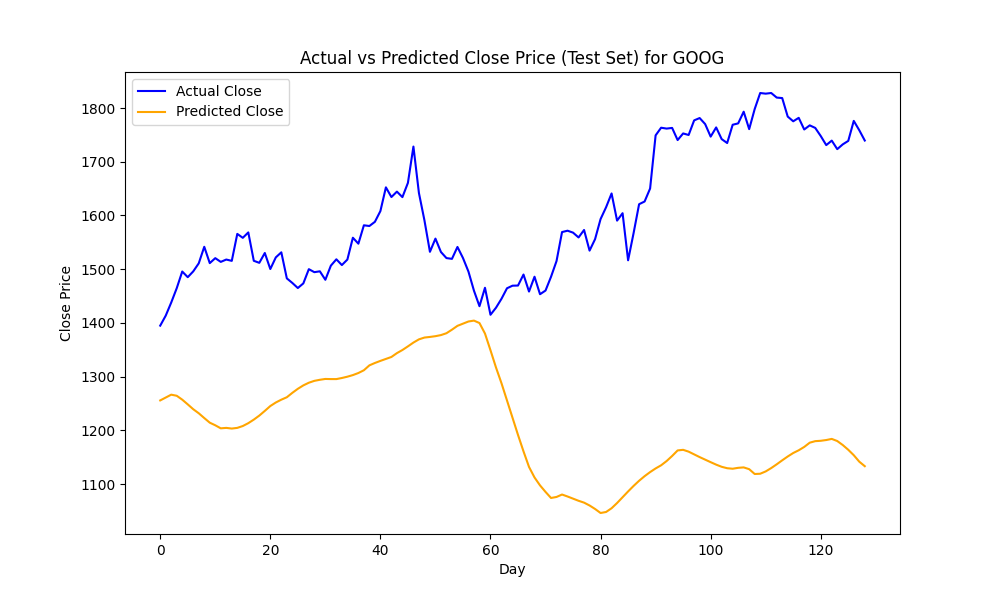 Actual vs Predicted Close Price (Test Set) for GOOG
Actual Close
Predicted Close
1800
1700
1600
1500
1400
1300
1200
1100
Close Price
0 20 40 60 80 100 120
Day